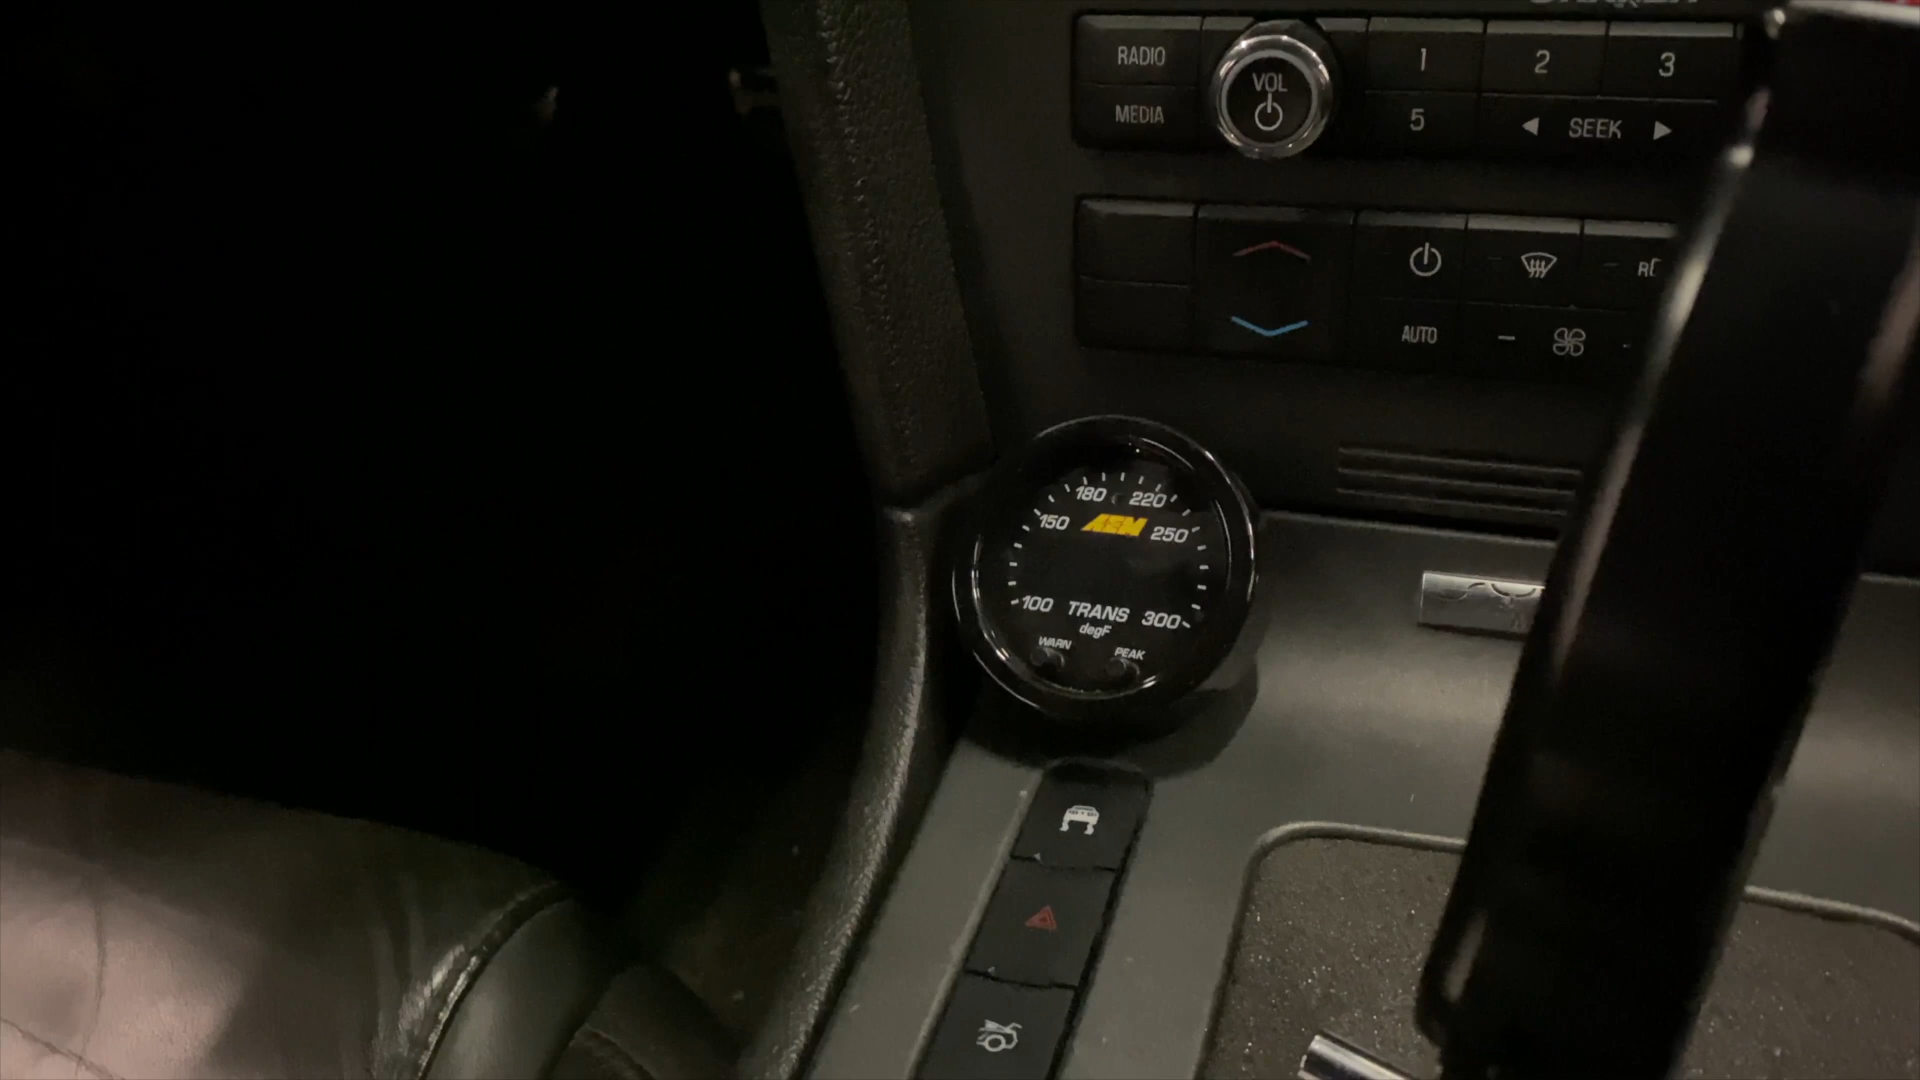 RADIO VOL 1 2 3
MEDIA 5 SEEK
AUTO
180 220
150 AEM 250
100 TRANS 300
degF
WARN PEAK